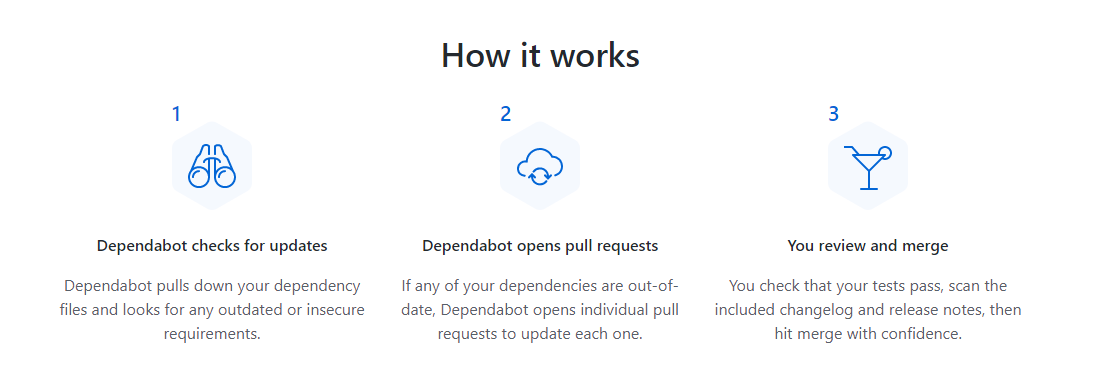 How it works
1
Dependabot checks for updates
Dependabot pulls down your dependency
files and looks for any outdated or insecure
requirements.
2
Dependabot opens pull requests
If any of your dependencies are out-of-
date, Dependabot opens individual pull
requests to update each one.
3
You review and merge
You check that your tests pass, scan the
included changelog and release notes, then
hit merge with confidence.